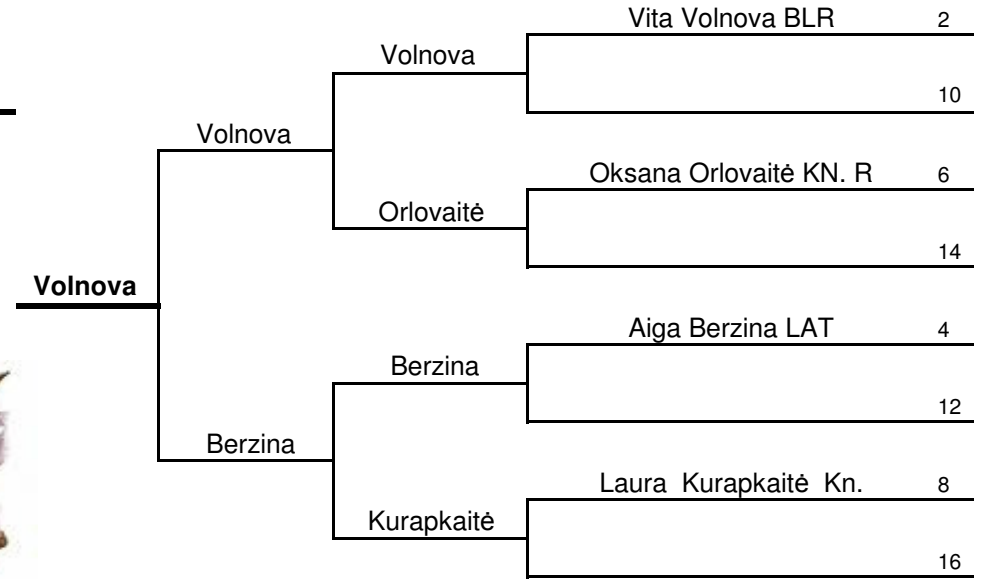 Vita Volnova BLR 2
Volnova
10
Volnova
Oksana Orlovaitė KN. R 6
Orlovaitė
14
Volnova
Aiga Berzina LAT 4
Berzina
12
Berzina
Laura Kurapkaitė Kn. 8
Kurapkaitė
16